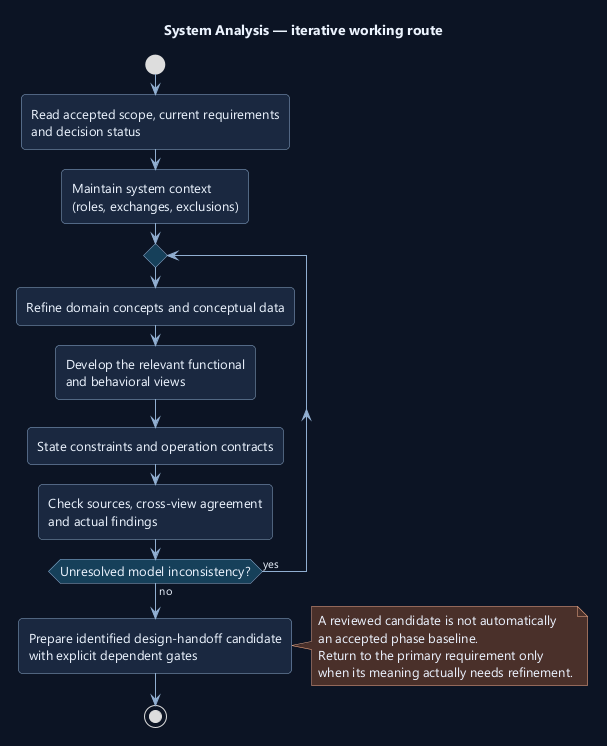 System Analysis — iterative working route
Read accepted scope, current requirements
and decision status
Maintain system context
(roles, exchanges, exclusions)
Refine domain concepts and conceptual data
Develop the relevant functional
and behavioral views
State constraints and operation contracts
Check sources, cross-view agreement
and actual findings
Unresolved model inconsistency?
yes
no
Prepare identified design-handoff candidate
with explicit dependent gates
A reviewed candidate is not automatically
an accepted phase baseline.
Return to the primary requirement only
when its meaning actually needs refinement.